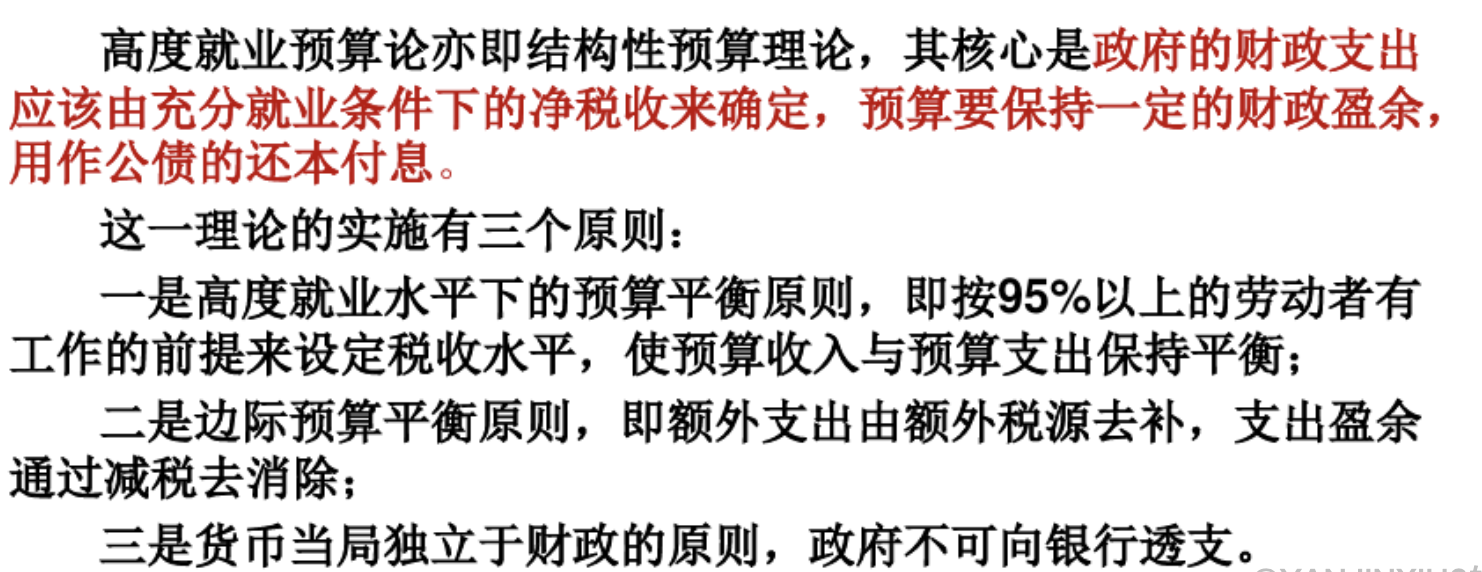 高度就业预算论亦即结构性预算理论，其核心是政府的财政支出
应该由充分就业条件下的净税收来确定，预算要保持一定的财政盈余，
用作公债的还本付息。
这一理论的实施有三个原则：
一是高度就业水平下的预算平衡原则，即按95%以上的劳动者有
工作的前提来设定税收水平，使预算收入与预算支出保持平衡；
二是边际预算平衡原则，即额外支出由额外税源去补，支出盈余
通过减税去消除；
三是货币当局独立于财政的原则，政府不可向银行透支。